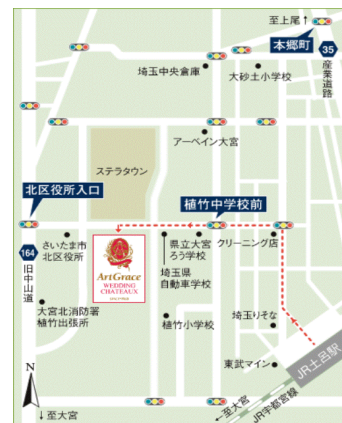 至上尾↑
本郷町
35
産業道路
埼玉中央倉庫
大砂土小学校
アーベイン大宮
ステラタウン
北区役所入口
植竹中学校前
さいたま市
北区役所
県立大宮
ろう学校
クリーニング店
164
旧中山道
ArtGrace
WEDDING
CHATEAUX
埼玉県
自動車学校
大宮北消防署
植竹出張所
植竹小学校
埼玉りそな
JR土呂駅
東武マイン
N
↓至大宮
←至大宮
JR宇都宮線